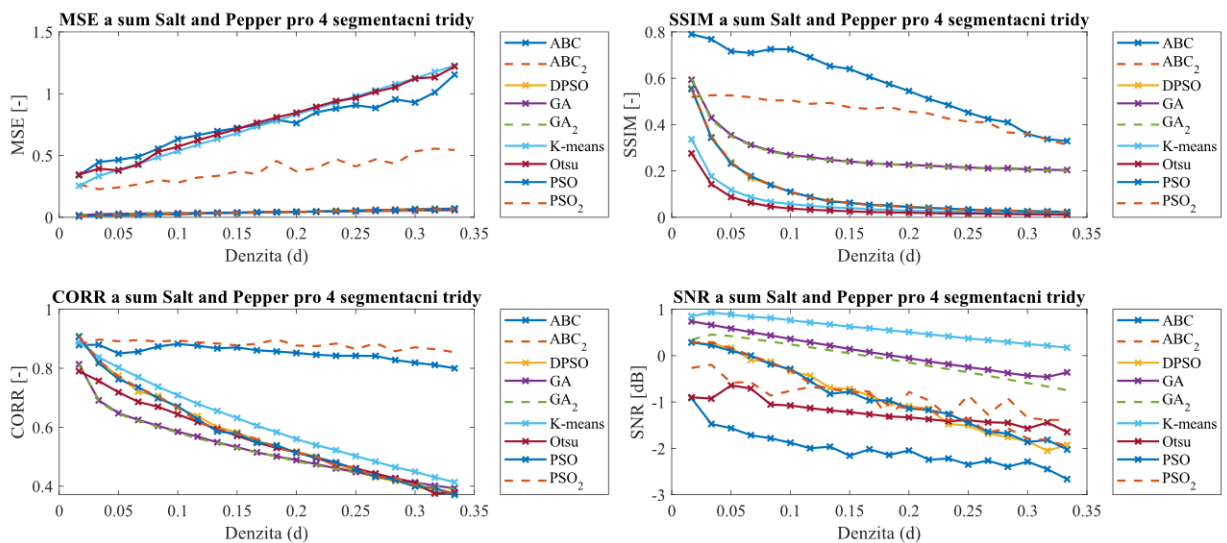 MSE a sum Salt and Pepper pro 4 segmentacni tridy
MSE [-]
1.5
1
0.5
0
0 0.05 0.1 0.15 0.2 0.25 0.3 0.35
Denzita (d)
ABC
ABC2
DPSO
GA
GA2
K-means
Otsu
PSO
PSO2
SSIM a sum Salt and Pepper pro 4 segmentacni tridy
SSIM [-]
0.8
0.6
0.4
0.2
0
0 0.05 0.1 0.15 0.2 0.25 0.3 0.35
Denzita (d)
ABC
ABC2
DPSO
GA
GA2
K-means
Otsu
PSO
PSO2
CORR a sum Salt and Pepper pro 4 segmentacni tridy
CORR [-]
1
0.8
0.6
0.4
0 0.05 0.1 0.15 0.2 0.25 0.3 0.35
Denzita (d)
ABC
ABC2
DPSO
GA
GA2
K-means
Otsu
PSO
PSO2
SNR a sum Salt and Pepper pro 4 segmentacni tridy
SNR [dB]
1
0
-1
-2
-3
0 0.05 0.1 0.15 0.2 0.25 0.3 0.35
Denzita (d)
ABC
ABC2
DPSO
GA
GA2
K-means
Otsu
PSO
PSO2